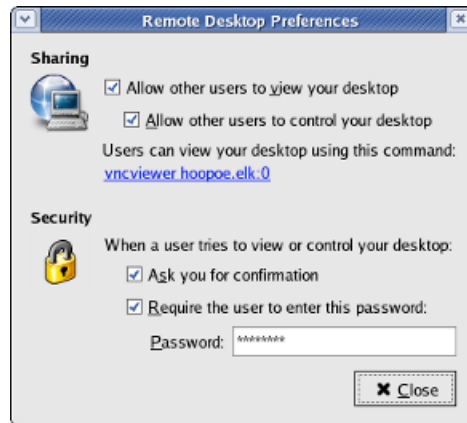 Remote Desktop Preferences
Sharing
Allow other users to view your desktop
Allow other users to control your desktop
Users can view your desktop using this command:
vncviewer hoopoe.elk:0
Security
When a user tries to view or control your desktop:
Ask you for confirmation
Require the user to enter this password:
Password: ********
Close